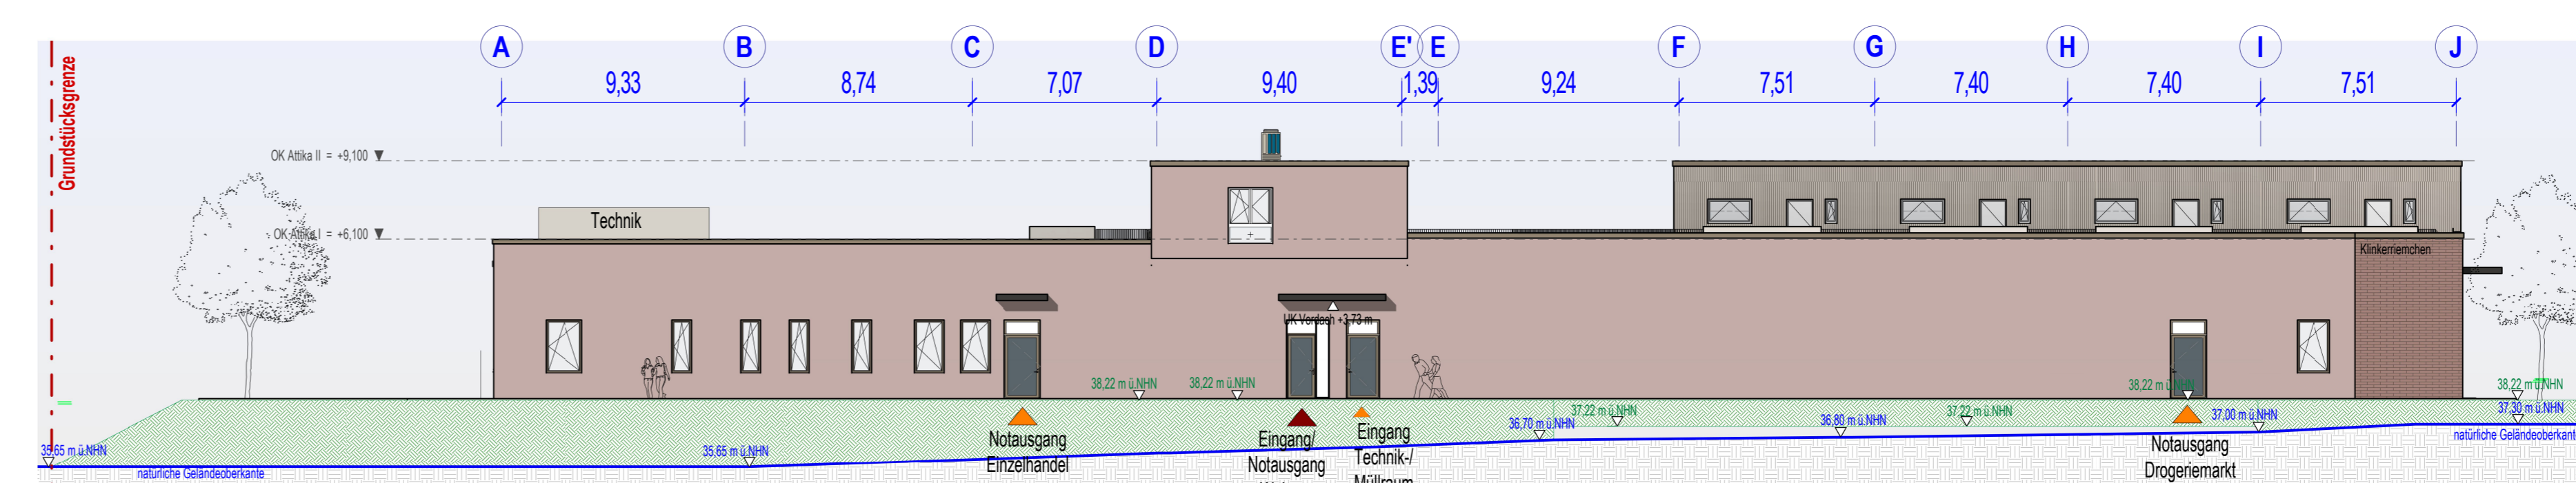 A B C D E' E F G H I J
9,33 8,74 7,07 9,40 1,39 9,24 7,51 7,40 7,40 7,51
Grundstücksgrenze
OK Attika II = +9,100
Technik
OK Attika I = +6,100
Klinkerriemchen
UK Vordach +3,73 m
38,22 m ü.NHN 38,22 m ü.NHN 38,22 m ü.NHN 38,22 m ü.NHN
37,22 m ü.NHN 37,22 m ü.NHN 37,00 m ü.NHN 37,30 m ü.NHN
36,70 m ü.NHN 36,80 m ü.NHN
35,65 m ü.NHN 35,65 m ü.NHN
natürliche Geländeoberkante
Notausgang
Einzelhandel
Eingang/
Notausgang
Eingang
Technik-/
Müllraum
Notausgang
Drogeriemarkt
natürliche Geländeoberkant